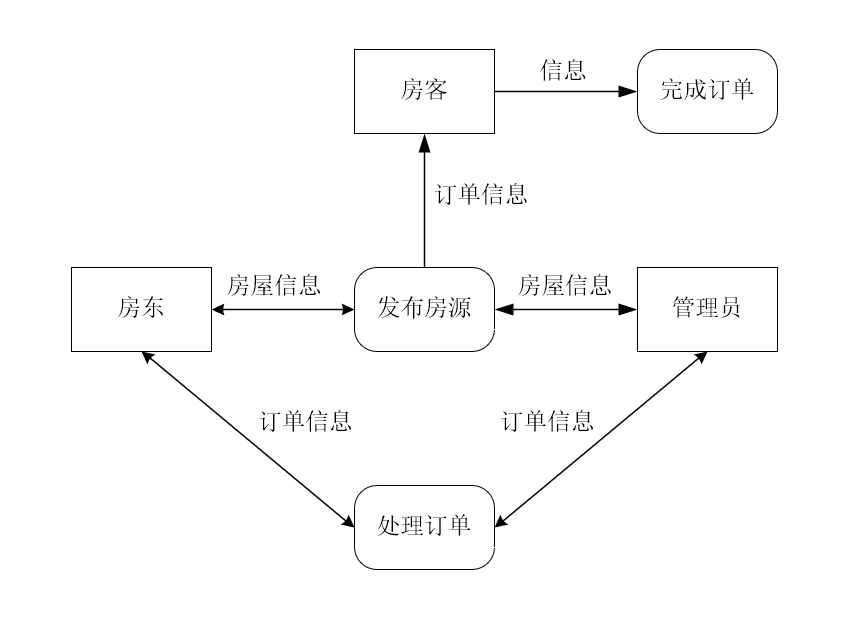 房客
信息
完成订单
订单信息
房东
房屋信息
发布房源
房屋信息
管理员
订单信息
订单信息
处理订单